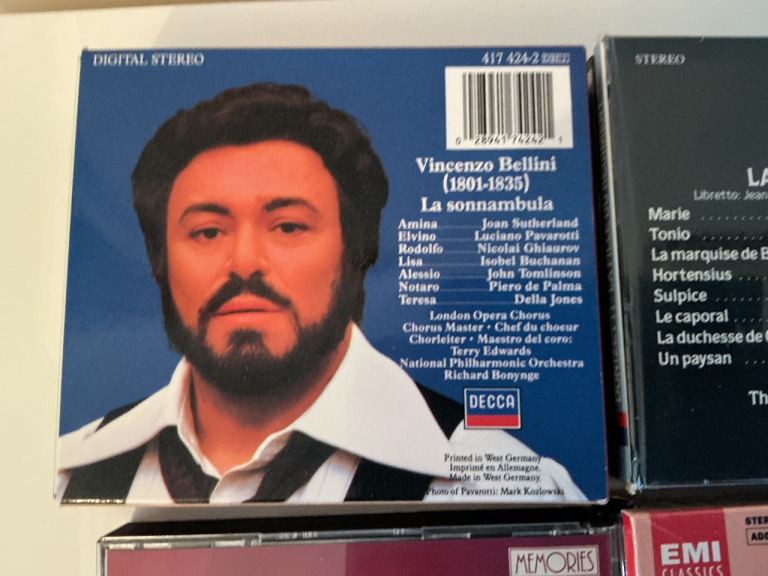 DIGITAL STEREO
417 424-2
0 28941 74242 1
Vincenzo Bellini
(1801-1835)
La sonnambula
Amina Joan Sutherland
Elvino Luciano Pavarotti
Rodolfo Nicolai Ghiaurov
Lisa Isobel Buchanan
Alessio John Tomlinson
Notaro Piero de Palma
Teresa Della Jones
London Opera Chorus
Chorus Master · Chef du choeur
Chorleiter · Maestro del coro:
Terry Edwards
National Philharmonic Orchestra
Richard Bonynge
DECCA
Printed in West Germany
Imprimé en Allemagne.
Made in West Germany.
Photo of Pavarotti: Mark Kozlowski
STEREO
LA
Libretto: Jean
Marie . . . . . . . . .
Tonio . . . . . . . . .
La marquise de B
Hortensius . . . . .
Sulpice . . . . . . . .
Le caporal . . . . .
La duchesse de
Un paysan . . . .
Th
MEMORIES
EMI
CLASSICS
STER
ADD